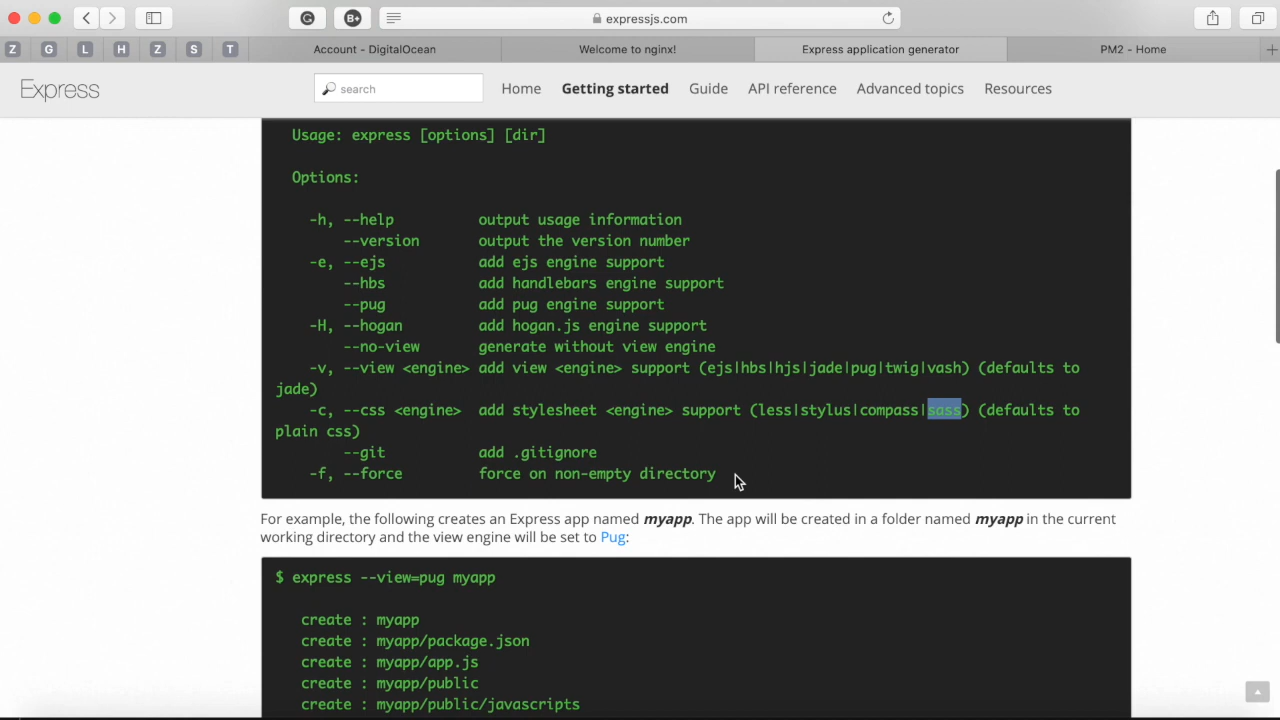 expressjs.com
Z G L H Z S T Account - DigitalOcean Welcome to nginx! Express application generator PM2 - Home
Express search Home Getting started Guide API reference Advanced topics Resources
Usage: express [options] [dir]
Options:
-h, --help output usage information
--version output the version number
-e, --ejs add ejs engine support
--hbs add handlebars engine support
--pug add pug engine support
-H, --hogan add hogan.js engine support
--no-view generate without view engine
-v, --view <engine> add view <engine> support (ejs|hbs|hjs|jade|pug|twig|vash) (defaults to
jade)
-c, --css <engine> add stylesheet <engine> support (less|stylus|compass|sass) (defaults to
plain css)
--git add .gitignore
-f, --force force on non-empty directory
For example, the following creates an Express app named myapp. The app will be created in a folder named myapp in the current
working directory and the view engine will be set to Pug:
$ express --view=pug myapp
create : myapp
create : myapp/package.json
create : myapp/app.js
create : myapp/public
create : myapp/public/javascripts